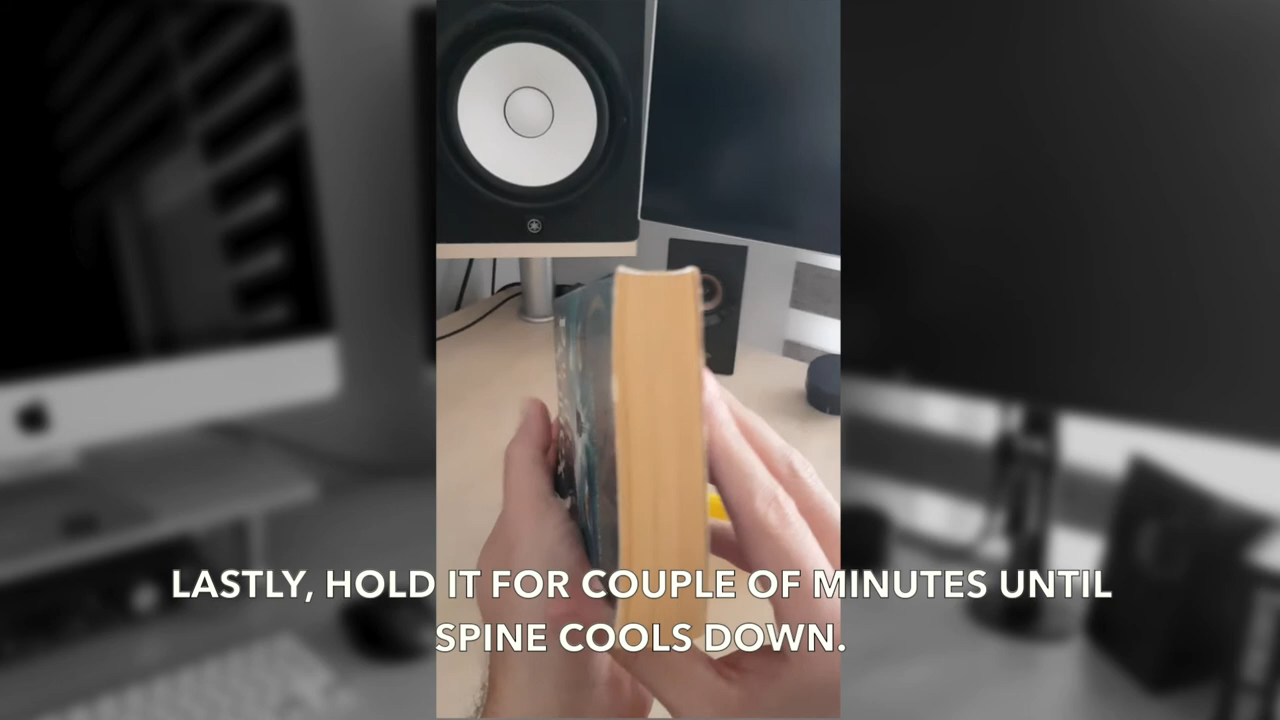 LASTLY, HOLD IT FOR COUPLE OF MINUTES UNTIL
SPINE COOLS DOWN.